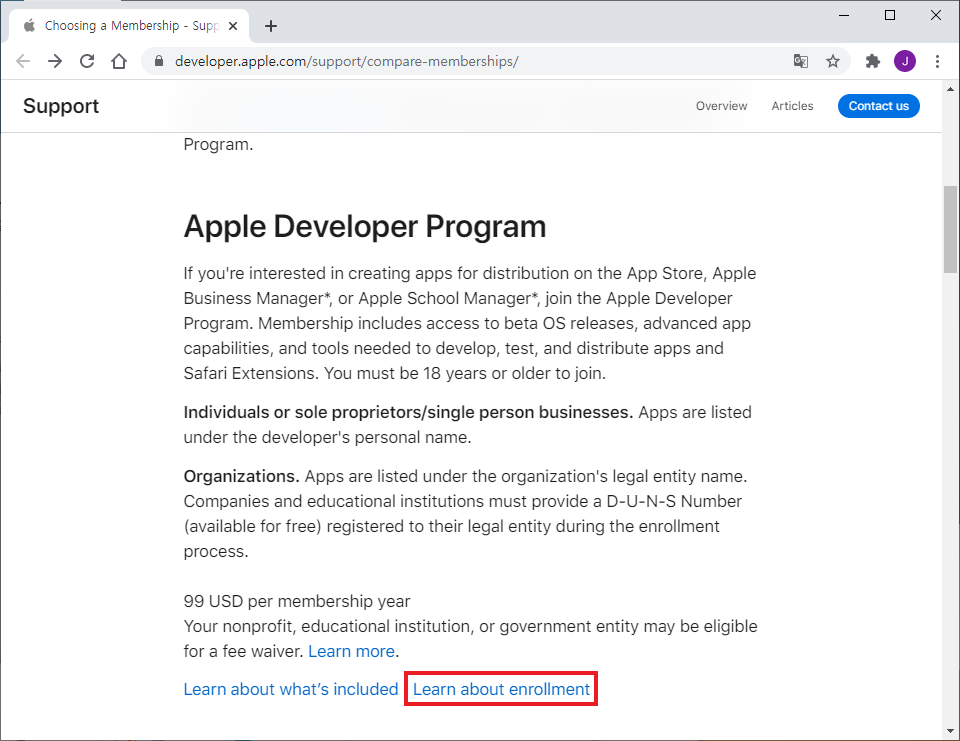 Choosing a Membership - Supp
developer.apple.com/support/compare-memberships/
J
Support
Overview
Articles
Contact us
Program.
Apple Developer Program
If you're interested in creating apps for distribution on the App Store, Apple
Business Manager*, or Apple School Manager*, join the Apple Developer
Program. Membership includes access to beta OS releases, advanced app
capabilities, and tools needed to develop, test, and distribute apps and
Safari Extensions. You must be 18 years or older to join.
Individuals or sole proprietors/single person businesses. Apps are listed
under the developer's personal name.
Organizations. Apps are listed under the organization's legal entity name.
Companies and educational institutions must provide a D-U-N-S Number
(available for free) registered to their legal entity during the enrollment
process.
99 USD per membership year
Your nonprofit, educational institution, or government entity may be eligible
for a fee waiver. Learn more.
Learn about what's included Learn about enrollment